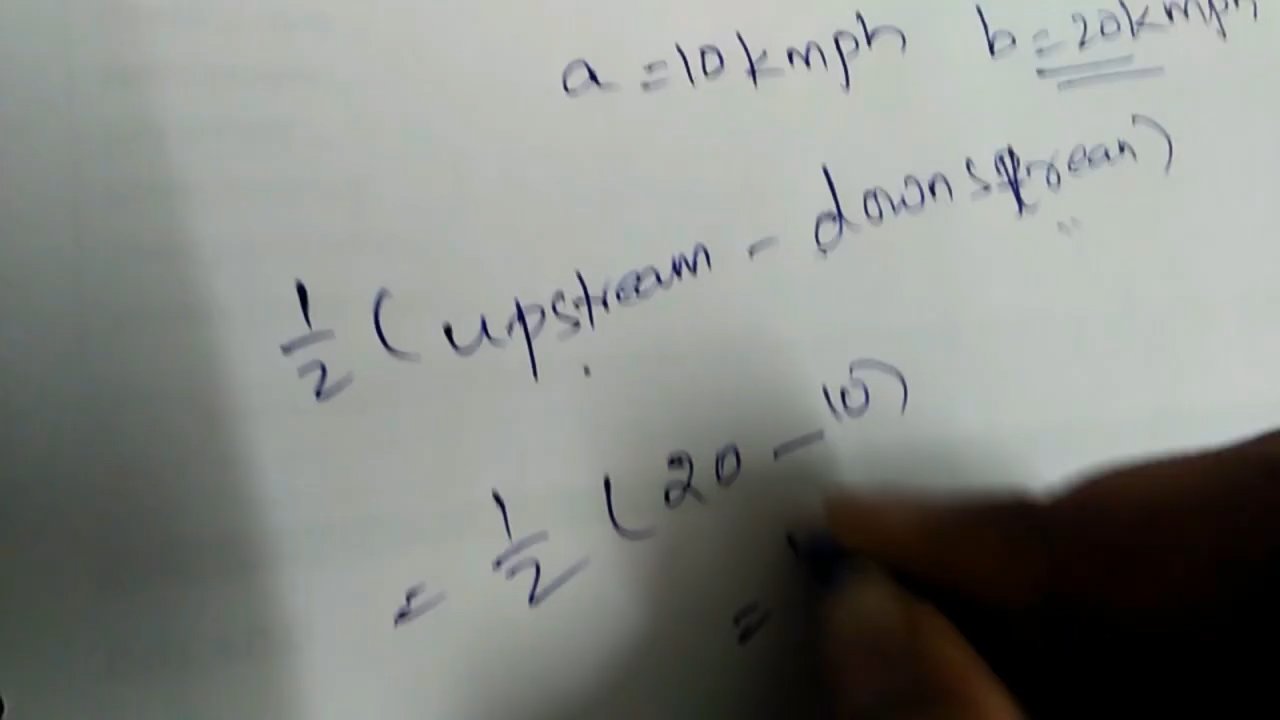 a = 10 kmph b = 20 kmph
1/2 ( upstream - downstream)
= 1/2 ( 20 - 10)
=